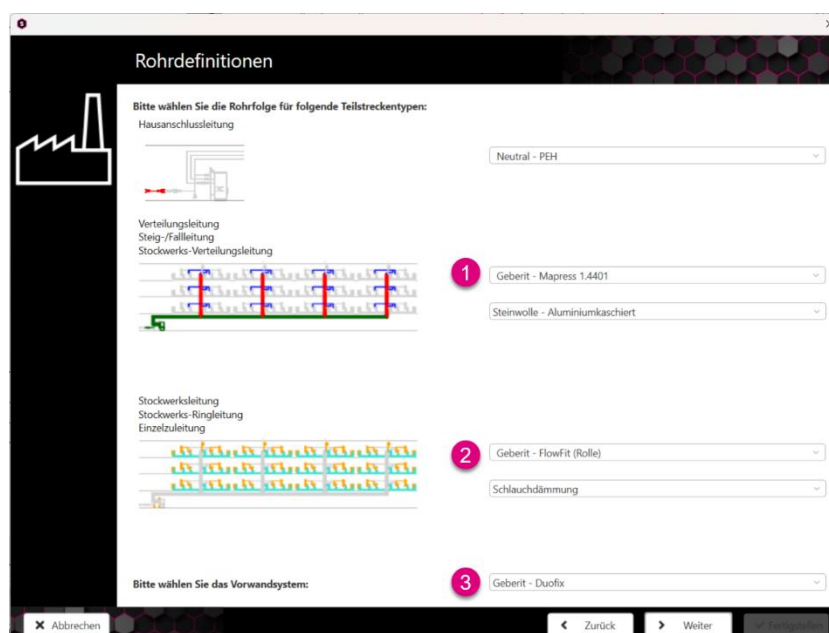 Rohrdefinitionen
Bitte wählen Sie die Rohrfolge für folgende Teilstreckentypen:
Hausanschlussleitung
Neutral - PEH
Verteilungsleitung
Steig-/Fallleitung
Stockwerks-Verteilungsleitung
1
Geberit - Mapress 1.4401
Steinwolle - Aluminiumkaschiert
Stockwerksleitung
Stockwerks-Ringleitung
Einzelzuleitung
2
Geberit - FlowFit (Rolle)
Schlauchdämmung
Bitte wählen Sie das Vorwandsystem:
3
Geberit - Duofix
Abbrechen
Zurück
Weiter
Fertigstellen